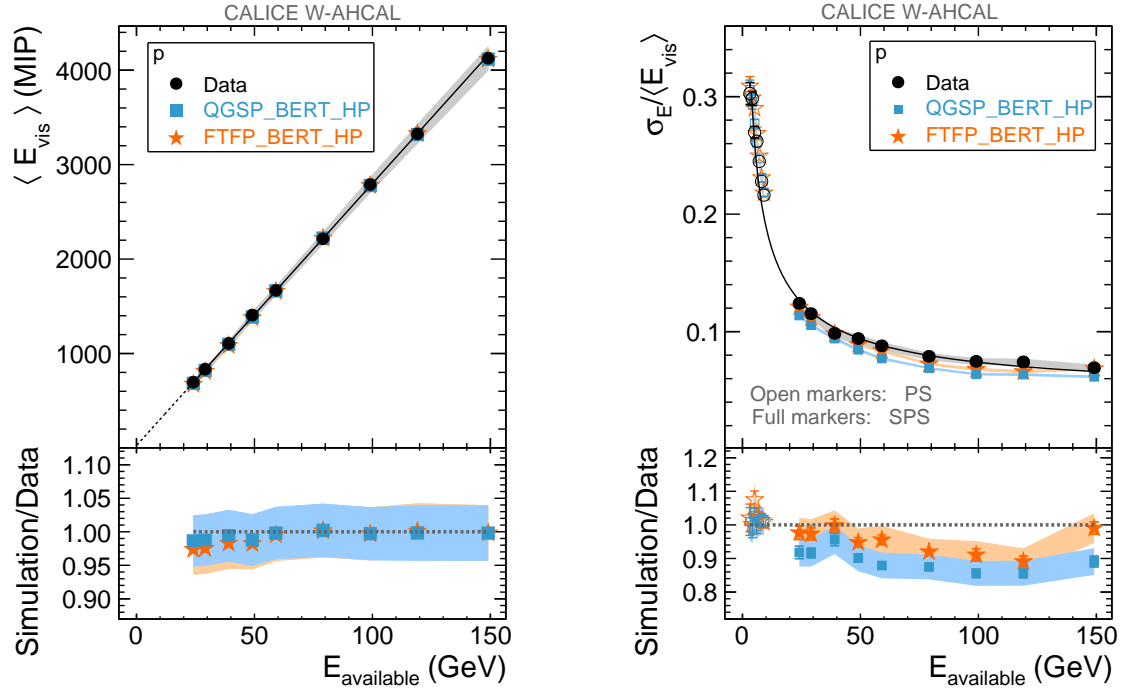 CALICE W-AHCAL
⟨ E_vis ⟩ (MIP)
4000
3000
2000
1000
p
Data
QGSP_BERT_HP
FTFP_BERT_HP
Simulation/Data
1.10
1.05
1.00
0.95
0.90
0 50 100 150
E_available (GeV)
CALICE W-AHCAL
σ_E/⟨E_vis⟩
0.3
0.2
0.1
p
Data
QGSP_BERT_HP
FTFP_BERT_HP
Open markers: PS
Full markers: SPS
Simulation/Data
1.2
1.1
1.0
0.9
0.8
0 50 100 150
E_available (GeV)